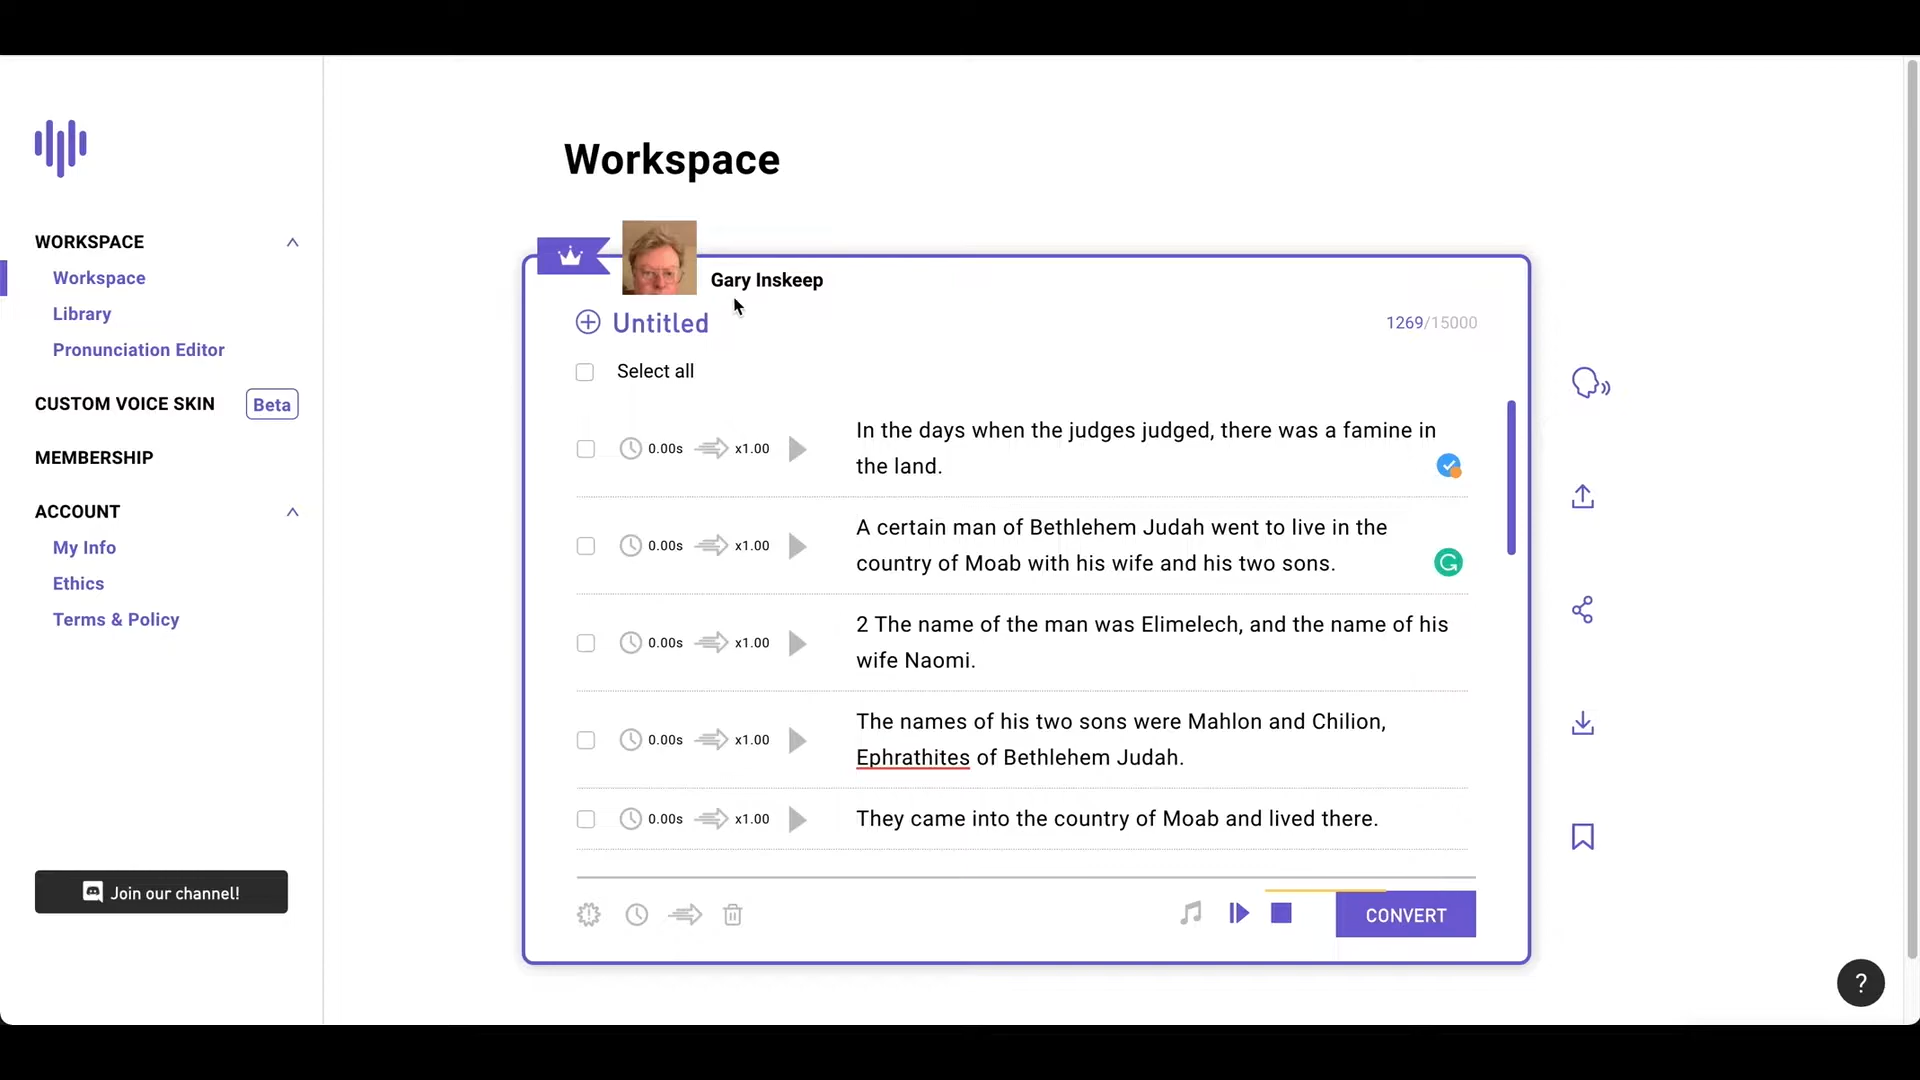 Workspace
WORKSPACE
Workspace
Library
Pronunciation Editor
CUSTOM VOICE SKIN Beta
MEMBERSHIP
ACCOUNT
My Info
Ethics
Terms & Policy
Join our channel!
Gary Inskeep
Untitled
1269/15000
Select all
0.00s x1.00 In the days when the judges judged, there was a famine in
the land.
0.00s x1.00 A certain man of Bethlehem Judah went to live in the
country of Moab with his wife and his two sons.
0.00s x1.00 2 The name of the man was Elimelech, and the name of his
wife Naomi.
0.00s x1.00 The names of his two sons were Mahlon and Chilion,
Ephrathites of Bethlehem Judah.
0.00s x1.00 They came into the country of Moab and lived there.
CONVERT
?